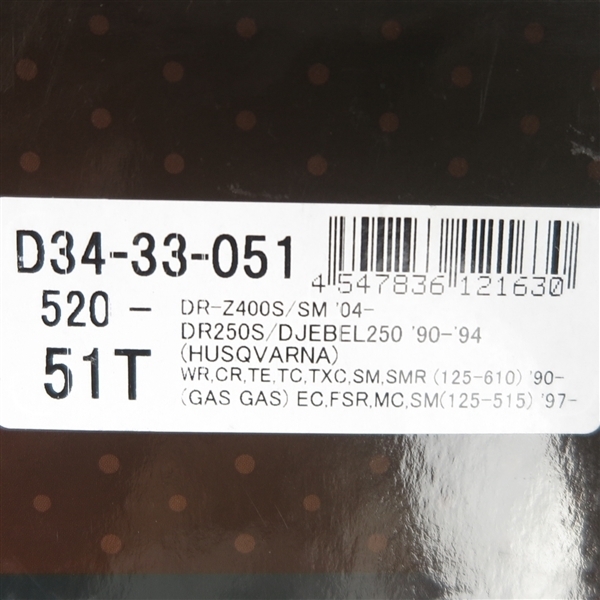 D34-33-051
4 547836 121630
520 - DR-Z400S/SM '04-
DR250S/DJEBEL250 '90-'94
51T (HUSQVARNA)
WR,CR,TE,TC,TXC,SM,SMR (125-610) '90-
(GAS GAS) EC,FSR,MC,SM(125-515) '97-